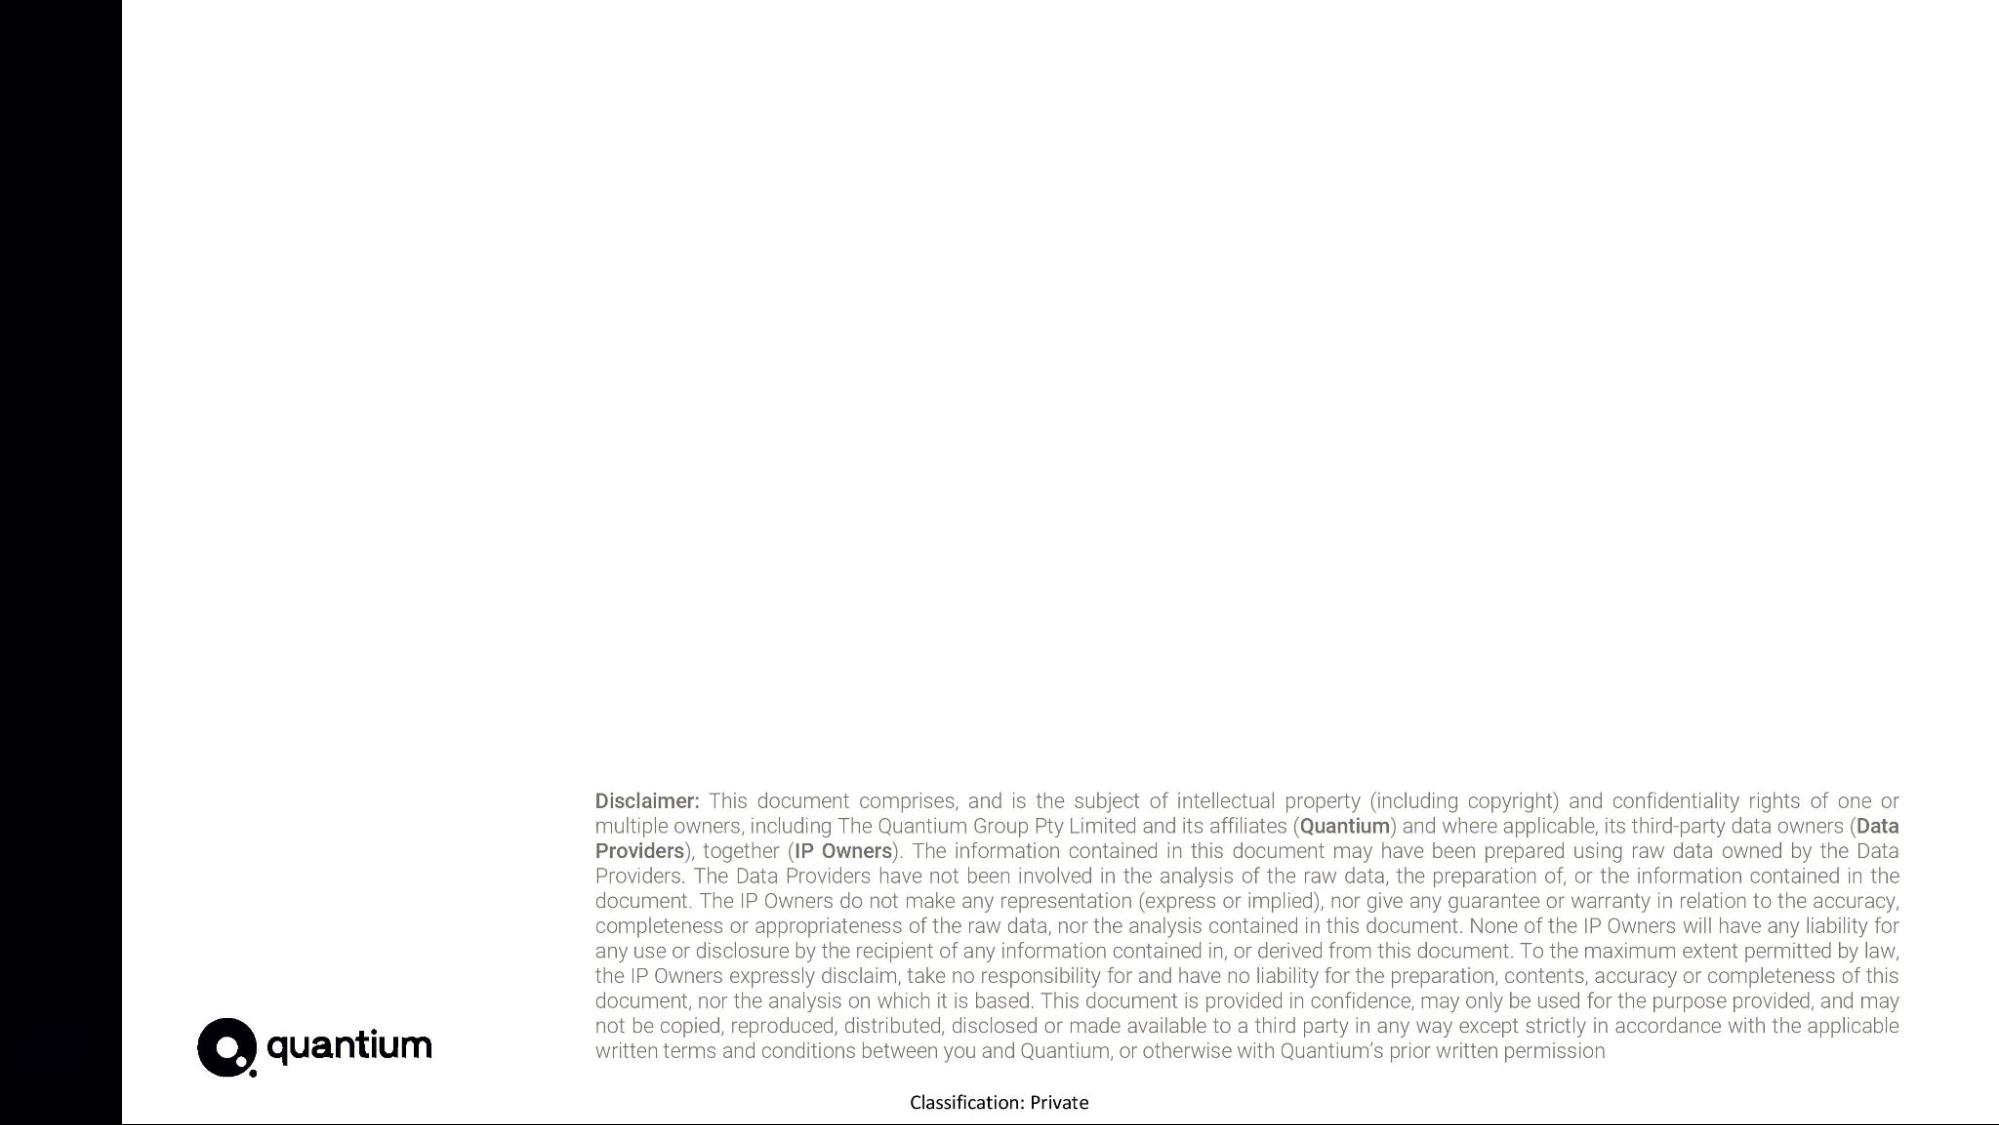 Disclaimer: This document comprises, and is the subject of intellectual property (including copyright) and confidentiality rights of one or
multiple owners, including The Quantium Group Pty Limited and its affiliates (Quantium) and where applicable, its third-party data owners (Data
Providers), together (IP Owners). The information contained in this document may have been prepared using raw data owned by the Data
Providers. The Data Providers have not been involved in the analysis of the raw data, the preparation of, or the information contained in the
document. The IP Owners do not make any representation (express or implied), nor give any guarantee or warranty in relation to the accuracy,
completeness or appropriateness of the raw data, nor the analysis contained in this document. None of the IP Owners will have any liability for
any use or disclosure by the recipient of any information contained in, or derived from this document. To the maximum extent permitted by law,
the IP Owners expressly disclaim, take no responsibility for and have no liability for the preparation, contents, accuracy or completeness of this
document, nor the analysis on which it is based. This document is provided in confidence, may only be used for the purpose provided, and may
not be copied, reproduced, distributed, disclosed or made available to a third party in any way except strictly in accordance with the applicable
written terms and conditions between you and Quantium, or otherwise with Quantium’s prior written permission
quantium
Classification: Private